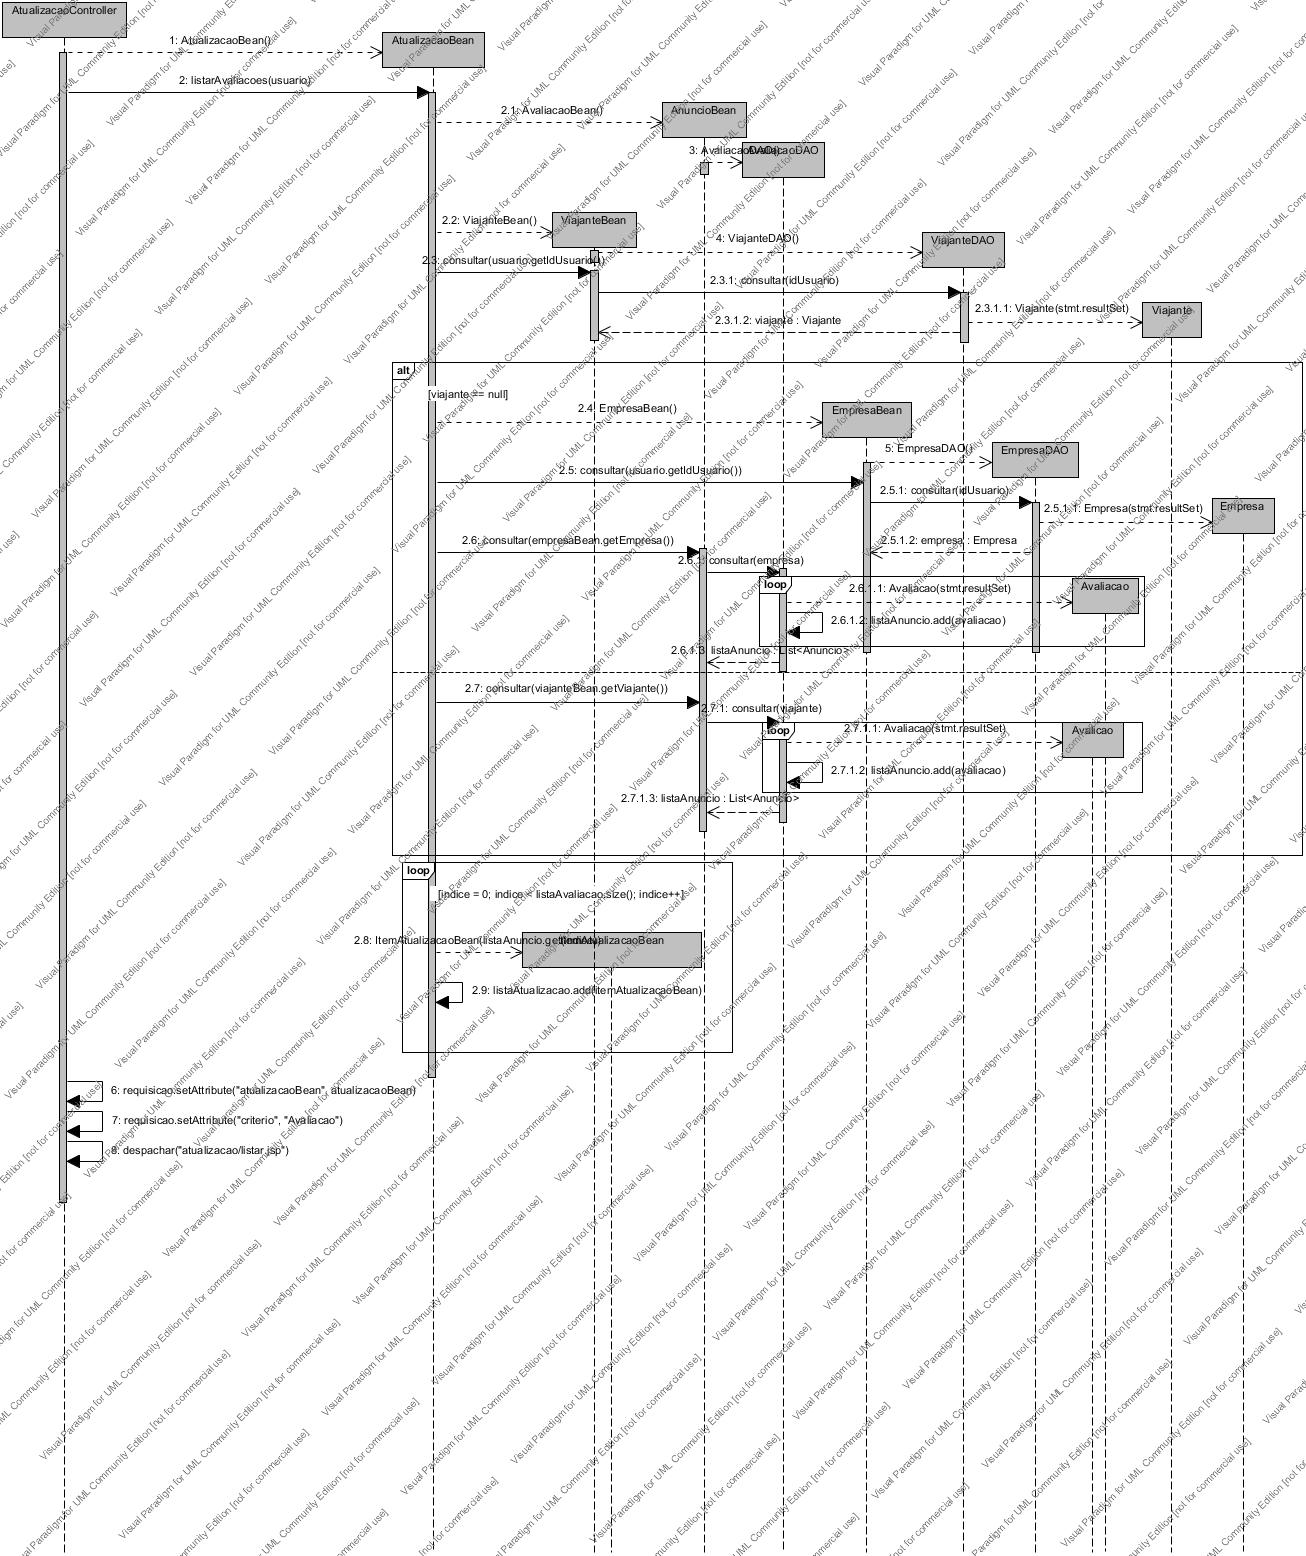 AtualizacaoController
1: AtualizacaoBean()
AtualizacaoBean
2: listarAvaliacoes(usuario)
2.1: AvaliacaoBean()
AnuncioBean
3: AvaliacaoDAO()
AvaliacaoDAO
2.2: ViajanteBean()
ViajanteBean
4: ViajanteDAO()
ViajanteDAO
2.3: consultar(usuario.getIdUsuario())
2.3.1: consultar(idUsuario)
2.3.1.1: Viajante(stmt.resultSet)
Viajante
2.3.1.2: viajante : Viajante
alt
[viajante == null]
2.4: EmpresaBean()
EmpresaBean
5: EmpresaDAO()
EmpresaDAO
2.5: consultar(usuario.getIdUsuario())
2.5.1: consultar(idUsuario)
2.5.1.1: Empresa(stmt.resultSet)
Empresa
2.6: consultar(empresaBean.getEmpresa())
2.5.1.2: empresa : Empresa
2.6.1: consultar(empresa)
loop
2.6.1.1: Avaliacao(stmt.resultSet)
Avaliacao
2.6.1.2: listaAnuncio.add(avaliacao)
2.6.1.3: listaAnuncio : List<Anuncio>
2.7: consultar(viajanteBean.getViajante())
2.7.1: consultar(viajante)
loop
2.7.1.1: Avaliacao(stmt.resultSet)
Avalicao
2.7.1.2: listaAnuncio.add(avaliacao)
2.7.1.3: listaAnuncio : List<Anuncio>
loop
[indice = 0; indice < listaAvaliacao.size(); indice++]
2.8: ItemAtualizacaoBean(listaAnuncio.get(indice))
ItemAtualizacaoBean
2.9: listaAtualizacao.add(itemAtualizacaoBean)
6: requisicao.setAttribute("atualizacaoBean", atualizacaoBean)
7: requisicao.setAttribute("criterio", "Avaliacao")
8: despachar("atualizacao/listar.jsp")
Visual Paradigm for UML Community Edition [not for commercial use]